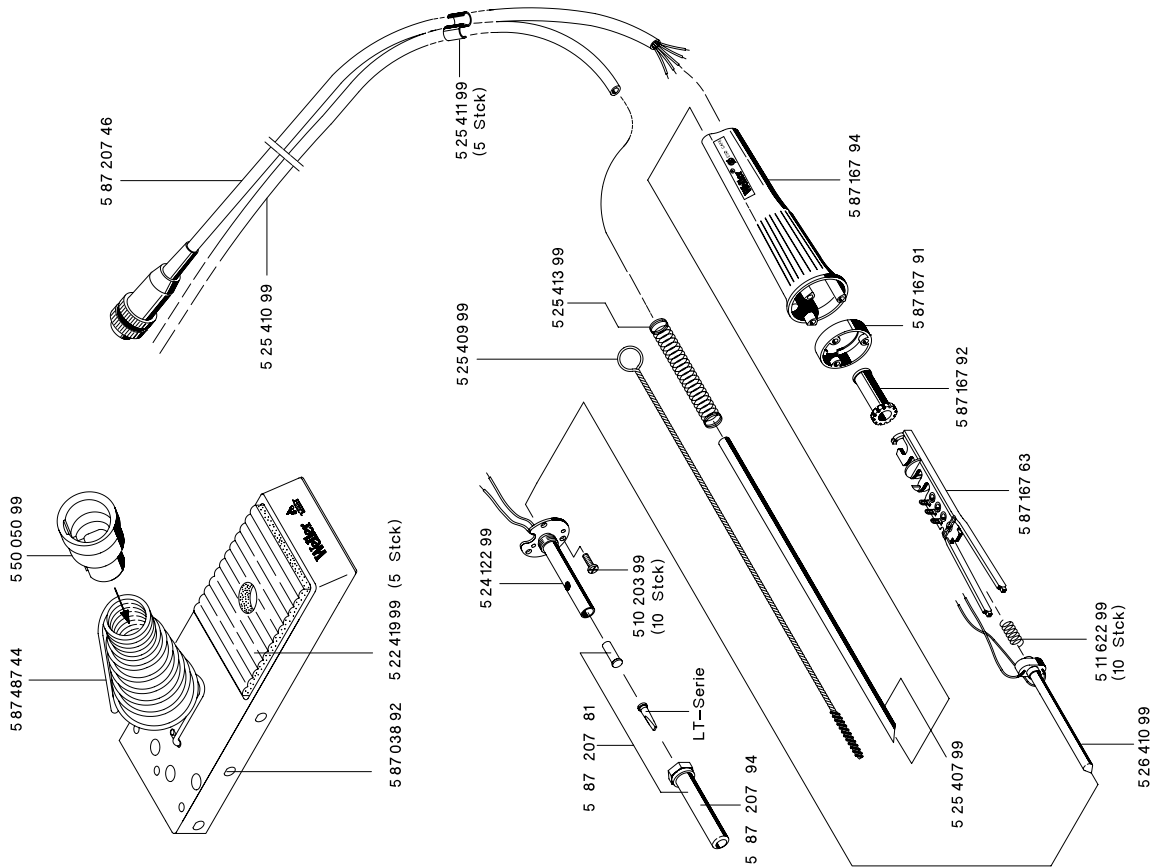 5 50 050 99
5 87 487 44
5 22 419 99 (5 Stck)
5 87 038 92
Weller
5 87 207 46
5 25 410 99
5 25 411 99
(5 Stck)
5 25 409 99
5 25 413 99
5 24 122 99
5 10 203 99
(10 Stck)
5 87 207 81
LT-Serie
5 87 207 94
5 25 407 99
Weller
5 87 167 94
5 87 167 91
5 87 167 92
5 87 167 63
5 11 622 99
(10 Stck)
5 26 410 99